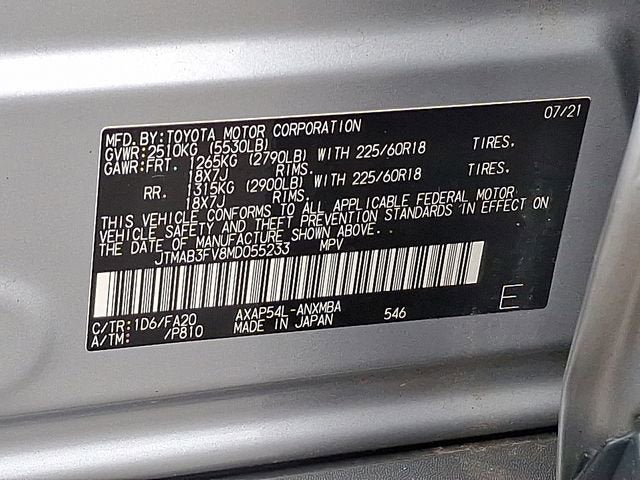 MFD. BY: TOYOTA MOTOR CORPORATION 07/21
GVWR: 2510KG (5530LB)
GAWR: FRT. 1265KG (2790LB) WITH 225/60R18 TIRES.
18X7J RIMS.
RR. 1315KG (2900LB) WITH 225/60R18 TIRES.
18X7J RIMS.
THIS VEHICLE CONFORMS TO ALL APPLICABLE FEDERAL MOTOR
VEHICLE SAFETY AND THEFT PREVENTION STANDARDS IN EFFECT ON
THE DATE OF MANUFACTURE SHOWN ABOVE.
JTMAB3FV8MD055233 MPV
C/TR: 1D6/FA20 AXAP54L-ANXMBA 546 E
A/TM: /P810 MADE IN JAPAN